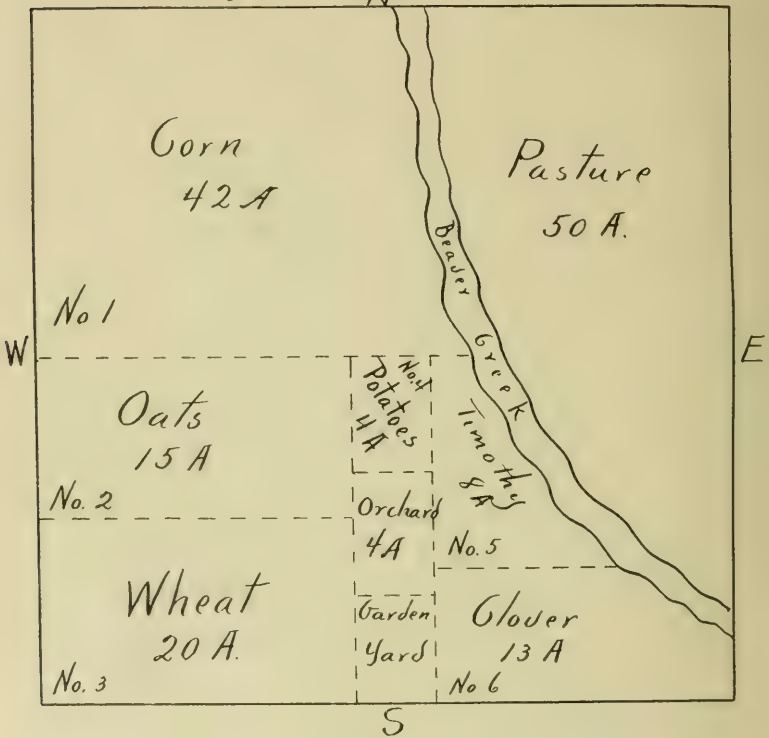 N
Corn
42 A
Pasture
50 A.
Beaver Creek
No 1
W
E
Oats
15 A
No. 2
No. 4
Potatoes
4 A
Timothy
8 A
Orchard
4 A
No. 5
Wheat
20 A.
No. 3
Garden
Yard
Clover
13 A
No 6
S